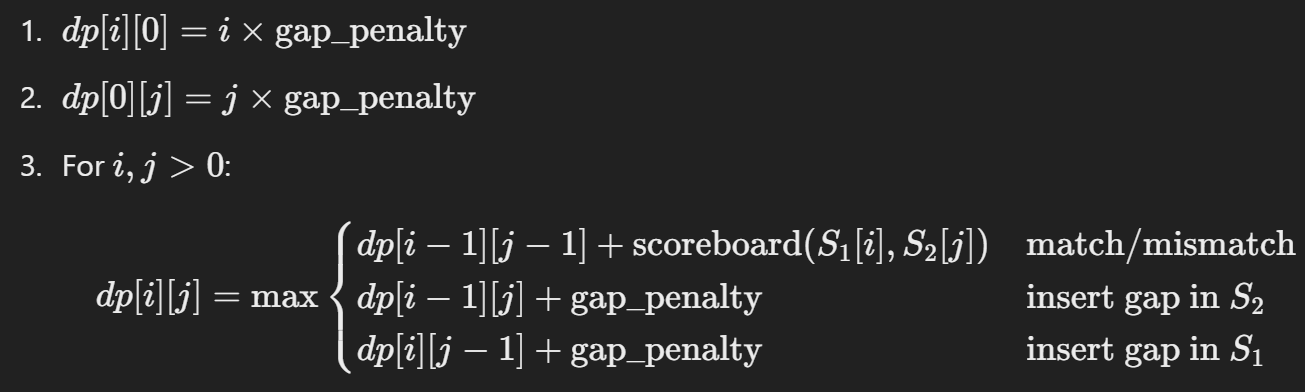 1. dp[i][0] = i × gap_penalty
2. dp[0][j] = j × gap_penalty
3. For i, j > 0:
dp[i][j] = max { dp[i − 1][j − 1] + scoreboard(S₁[i], S₂[j]) match/mismatch
dp[i − 1][j] + gap_penalty insert gap in S₂
dp[i][j − 1] + gap_penalty insert gap in S₁